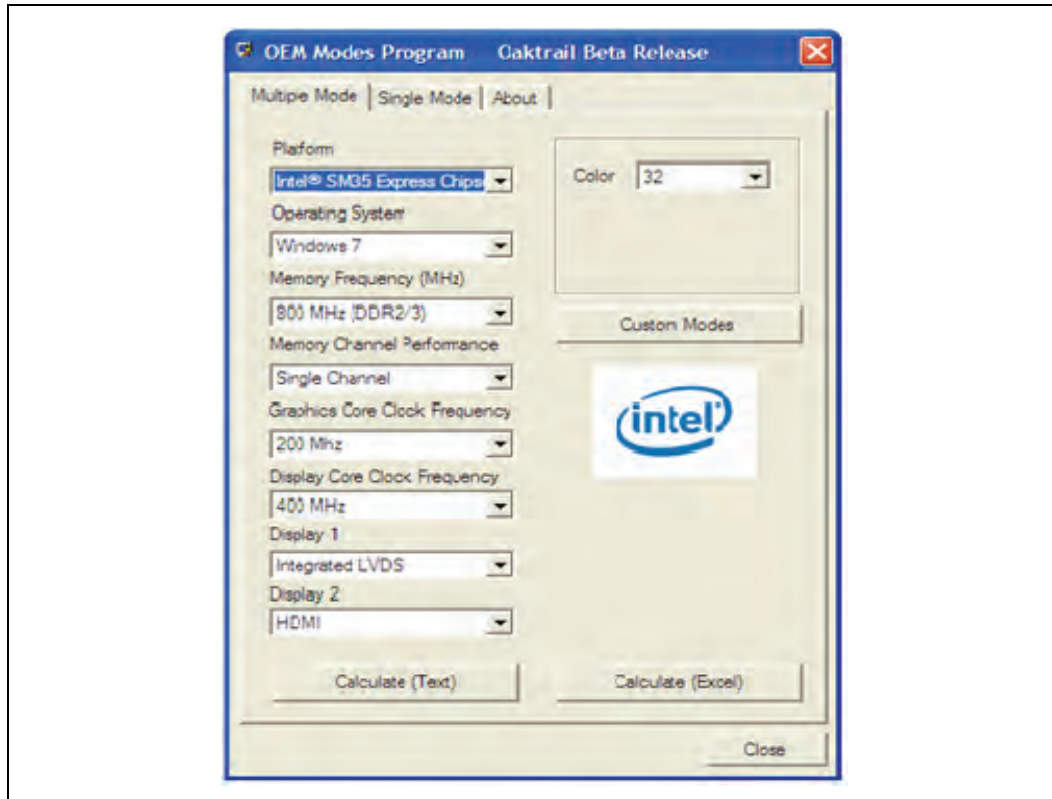 OEM Modes Program Oaktrail Beta Release
Multiple Mode Single Mode About
Platform
Intel® SM35 Express Chips
Operating System
Windows 7
Memory Frequency (MHz)
800 MHz (DDR2/3)
Memory Channel Performance
Single Channel
Graphics Core Clock Frequency
200 Mhz
Display Core Clock Frequency
400 MHz
Display 1
Integrated LVDS
Display 2
HDMI
Calculate (Text)
Color 32
Custom Modes
intel
Calculate (Excel)
Close